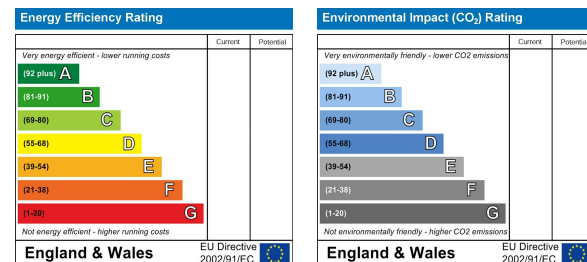 Energy Efficiency Rating
Current Potential
Very energy efficient - lower running costs
(92 plus) A
(81-91) B
(69-80) C
(55-68) D
(39-54) E
(21-38) F
(1-20) G
Not energy efficient - higher running costs
England & Wales
EU Directive
2002/91/EC
Environmental Impact (CO₂) Rating
Current Potential
Very environmentally friendly - lower CO2 emissions
(92 plus) A
(81-91) B
(69-80) C
(55-68) D
(39-54) E
(21-38) F
(1-20) G
Not environmentally friendly - higher CO2 emissions
England & Wales
EU Directive
2002/91/EC